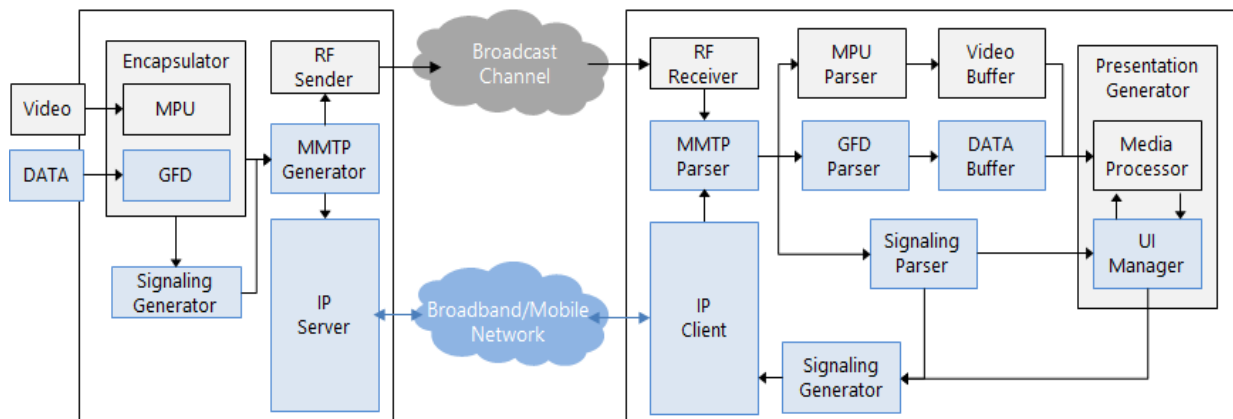 Video
DATA
Encapsulator
MPU
GFD
Signaling
Generator
RF
Sender
MMTP
Generator
IP
Server
Broadcast
Channel
Broadband/Mobile
Network
RF
Receiver
MMTP
Parser
IP
Client
MPU
Parser
Video
Buffer
GFD
Parser
DATA
Buffer
Signaling
Parser
Signaling
Generator
Presentation
Generator
Media
Processor
UI
Manager